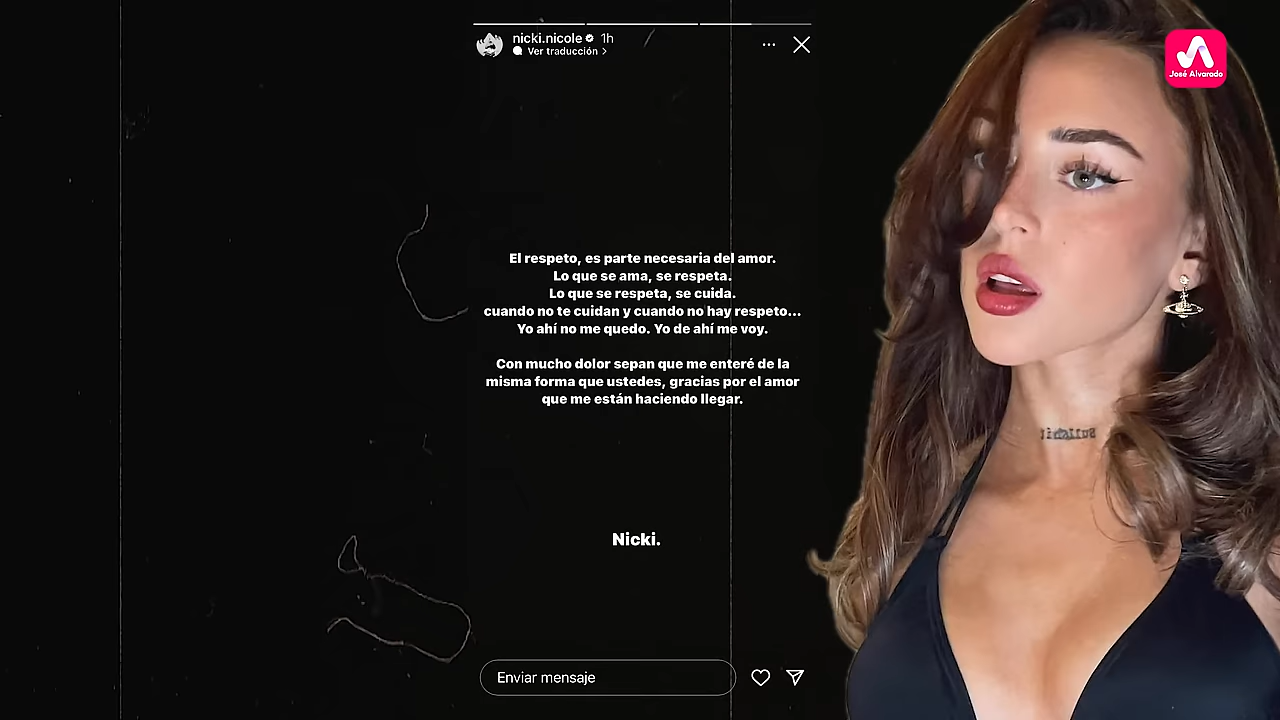 nicki.nicole 1h
Ver traducción
José Alvarado
El respeto, es parte necesaria del amor.
Lo que se ama, se respeta.
Lo que se respeta, se cuida.
cuando no te cuidan y cuando no hay respeto...
Yo ahí no me quedo. Yo de ahí me voy.
Con mucho dolor sepan que me enteré de la
misma forma que ustedes, gracias por el amor
que me están haciendo llegar.
Nicki.
Enviar mensaje